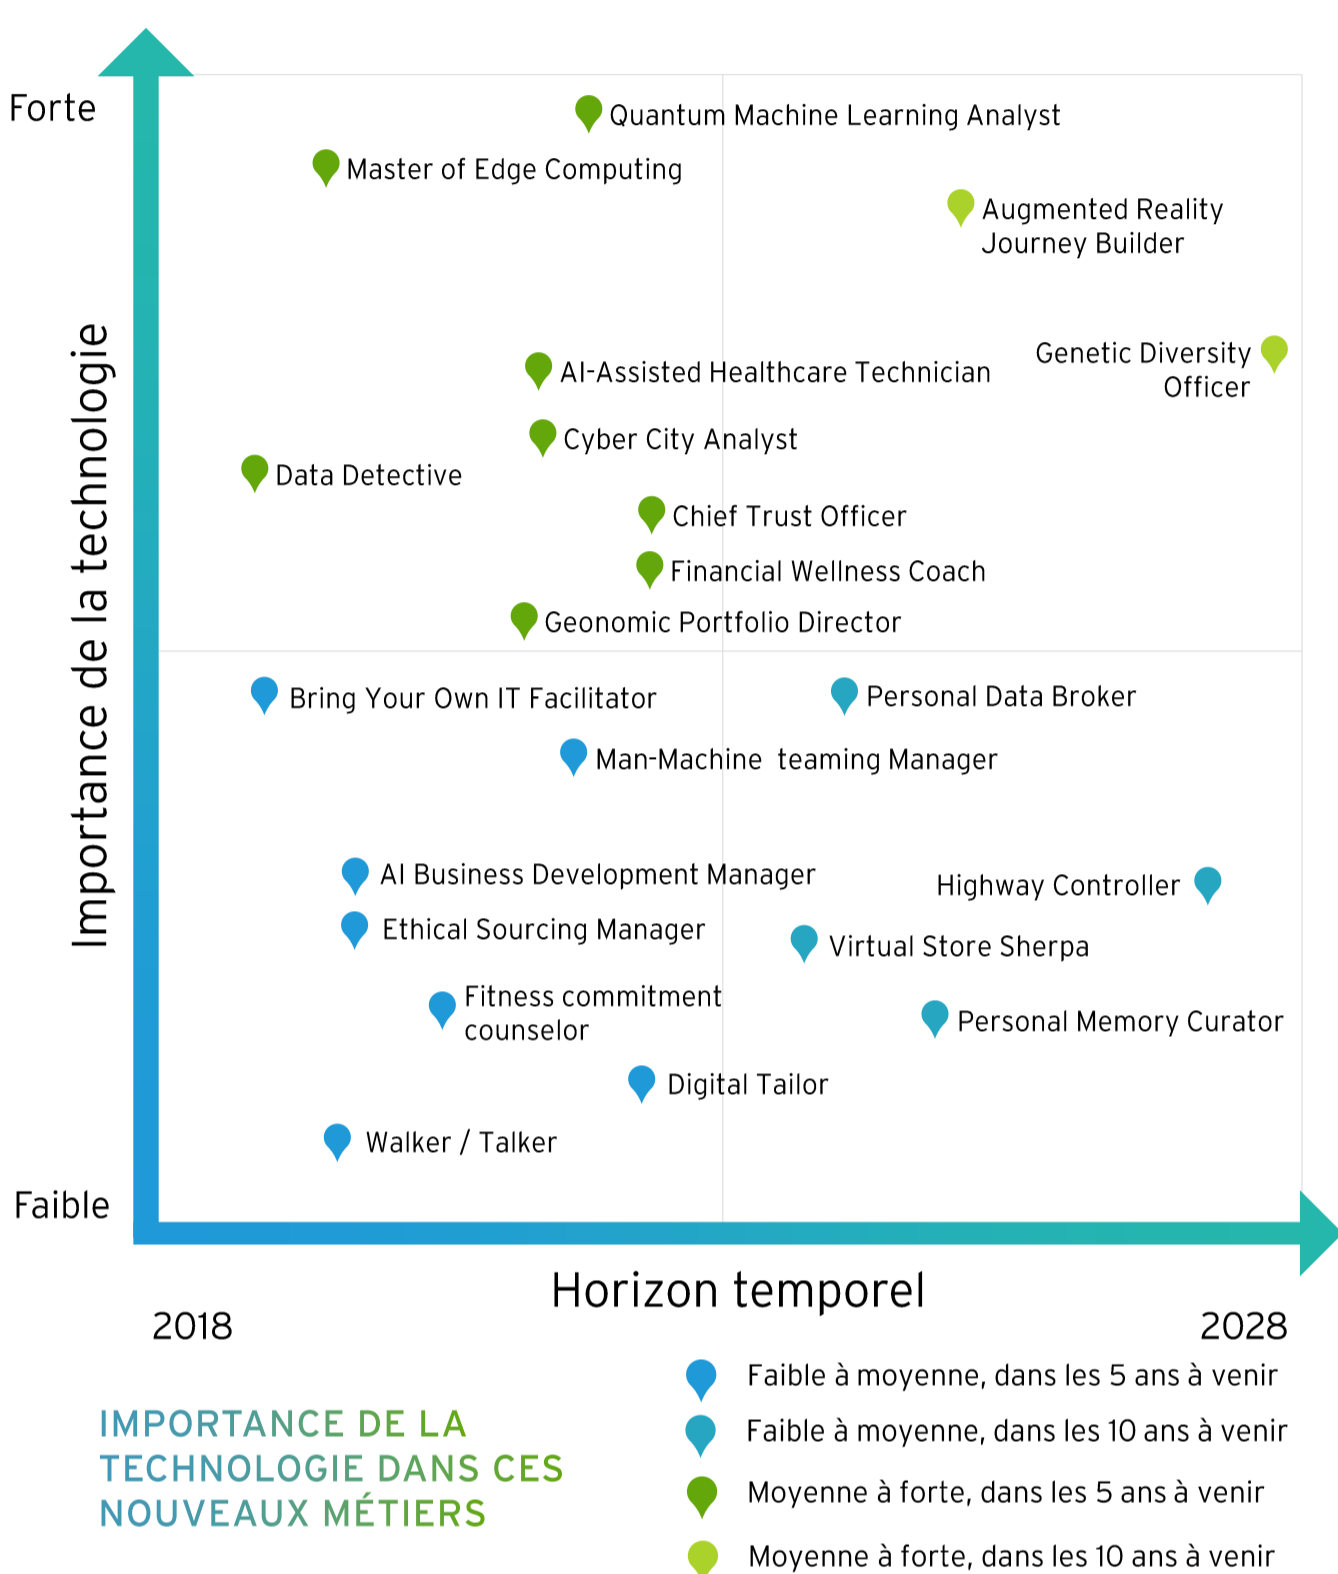 Forte
Quantum Machine Learning Analyst
Master of Edge Computing
Augmented Reality
Journey Builder
Genetic Diversity
Officer
AI-Assisted Healthcare Technician
Cyber City Analyst
Data Detective
Chief Trust Officer
Financial Wellness Coach
Geonomic Portfolio Director
Importance de la technologie
Bring Your Own IT Facilitator
Personal Data Broker
Man-Machine teaming Manager
AI Business Development Manager
Highway Controller
Ethical Sourcing Manager
Virtual Store Sherpa
Fitness commitment
counselor
Personal Memory Curator
Digital Tailor
Walker / Talker
Faible
Horizon temporel
2018
2028
IMPORTANCE DE LA
TECHNOLOGIE DANS CES
NOUVEAUX MÉTIERS
Faible à moyenne, dans les 5 ans à venir
Faible à moyenne, dans les 10 ans à venir
Moyenne à forte, dans les 5 ans à venir
Moyenne à forte, dans les 10 ans à venir